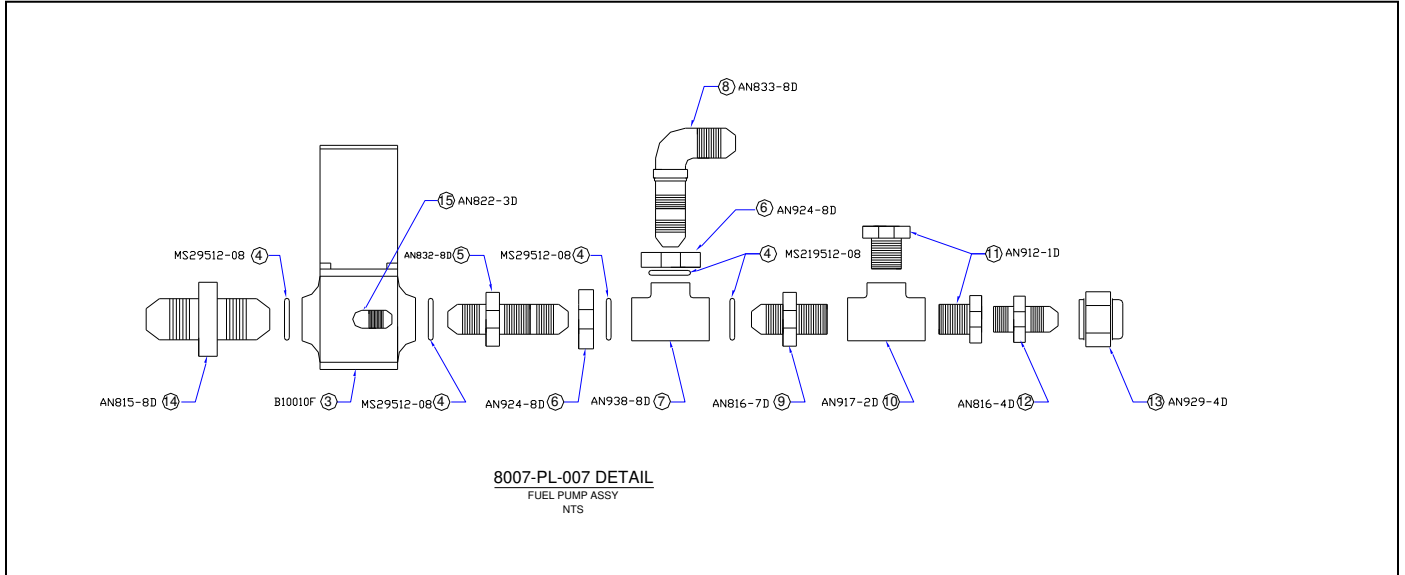 8 AN833-8D
15 AN822-3D
6 AN924-8D
MS29512-08 4
AN832-8D 5
MS29512-08 4
4 MS219512-08
11 AN912-1D
AN815-8D 14
B10010F 3
MS29512-08 4
AN924-8D 6
AN938-8D 7
AN816-7D 9
AN917-2D 10
AN816-4D 12
13 AN929-4D
8007-PL-007 DETAIL
FUEL PUMP ASSY
NTS